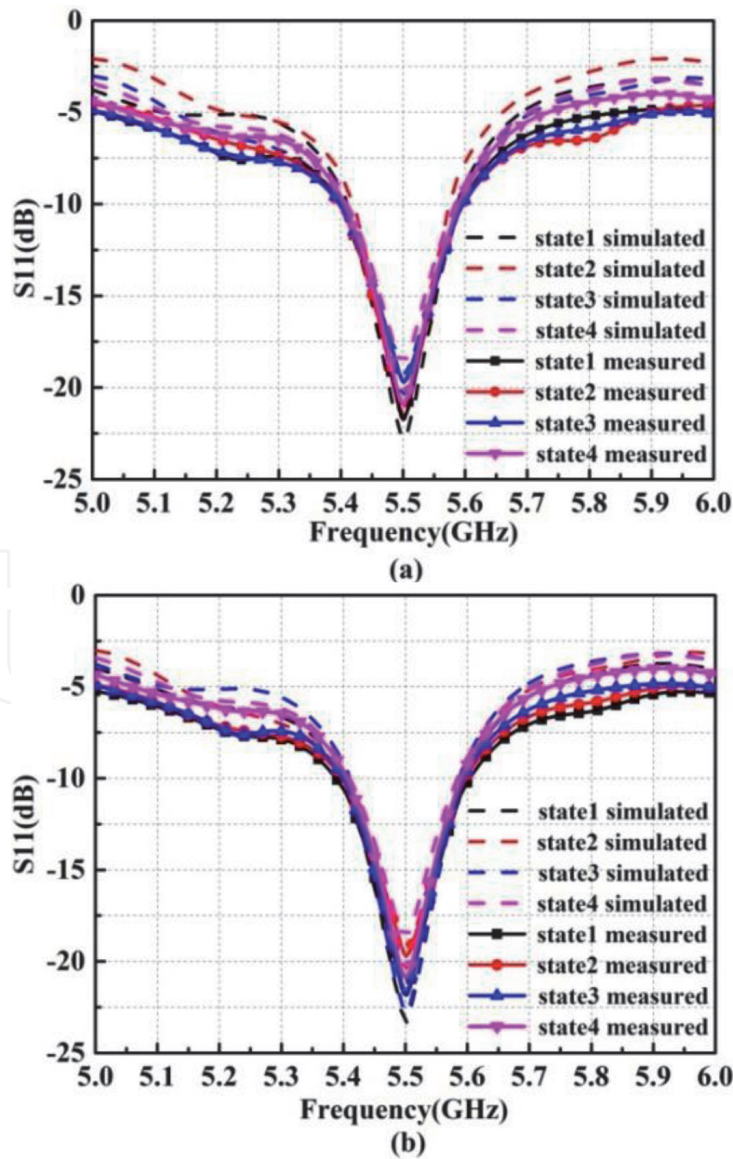 0
-5
-10
-15
-20
-25
S11(dB)
state1 simulated
state2 simulated
state3 simulated
state4 simulated
state1 measured
state2 measured
state3 measured
state4 measured
5.0 5.1 5.2 5.3 5.4 5.5 5.6 5.7 5.8 5.9 6.0
Frequency(GHz)
(a)
0
-5
-10
-15
-20
-25
S11(dB)
state1 simulated
state2 simulated
state3 simulated
state4 simulated
state1 measured
state2 measured
state3 measured
state4 measured
5.0 5.1 5.2 5.3 5.4 5.5 5.6 5.7 5.8 5.9 6.0
Frequency(GHz)
(b)